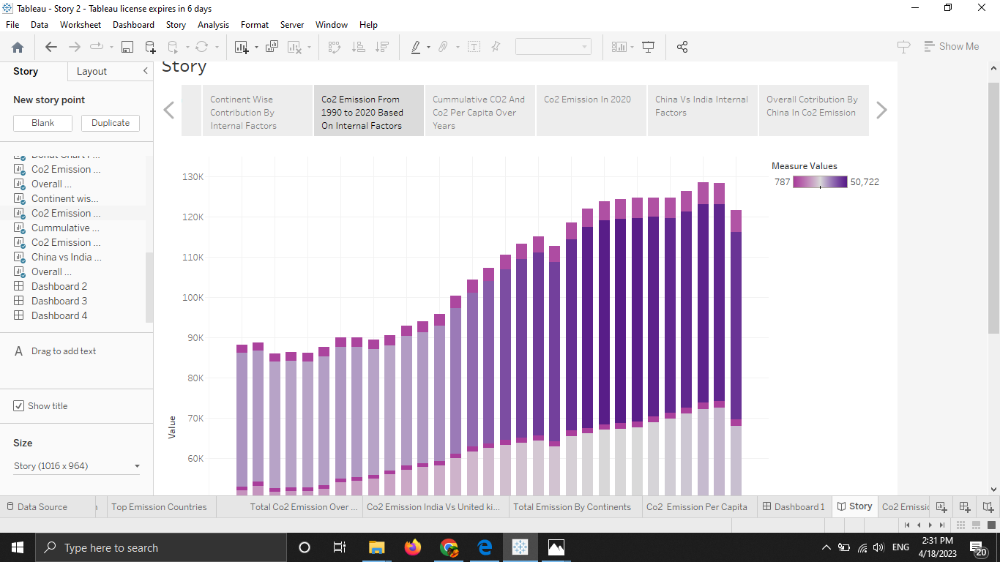 Tableau - Story 2 - Tableau license expires in 6 days
File Data Worksheet Dashboard Story Analysis Format Server Window Help
Show Me
Story Layout
New story point
Blank Duplicate
Co2 Emission ...
Overall ...
Continent wis...
Co2 Emission ...
Cummulative ...
Co2 Emission ...
China vs India ...
Overall ...
Dashboard 2
Dashboard 3
Dashboard 4
A Drag to add text
Show title
Size
Story (1016 x 964)
Story
Continent Wise
Contribution By
Internal Factors
Co2 Emission From
1990 to 2020 Based
On Internal Factors
Cummulative CO2 And
Co2 Per Capita Over
Years
Co2 Emission In 2020
China Vs India Internal
Factors
Overall Cotribution By
China In Co2 Emission
Measure Values
787 50,722
130K
120K
110K
100K
90K
80K
70K
60K
Value
Data Source Top Emission Countries Total Co2 Emission Over ... Co2 Emission India Vs United ki... Total Emission By Continents Co2 Emission Per Capita Dashboard 1 Story Co2 Emissic
Type here to search
ENG
2:31 PM
4/18/2023
20